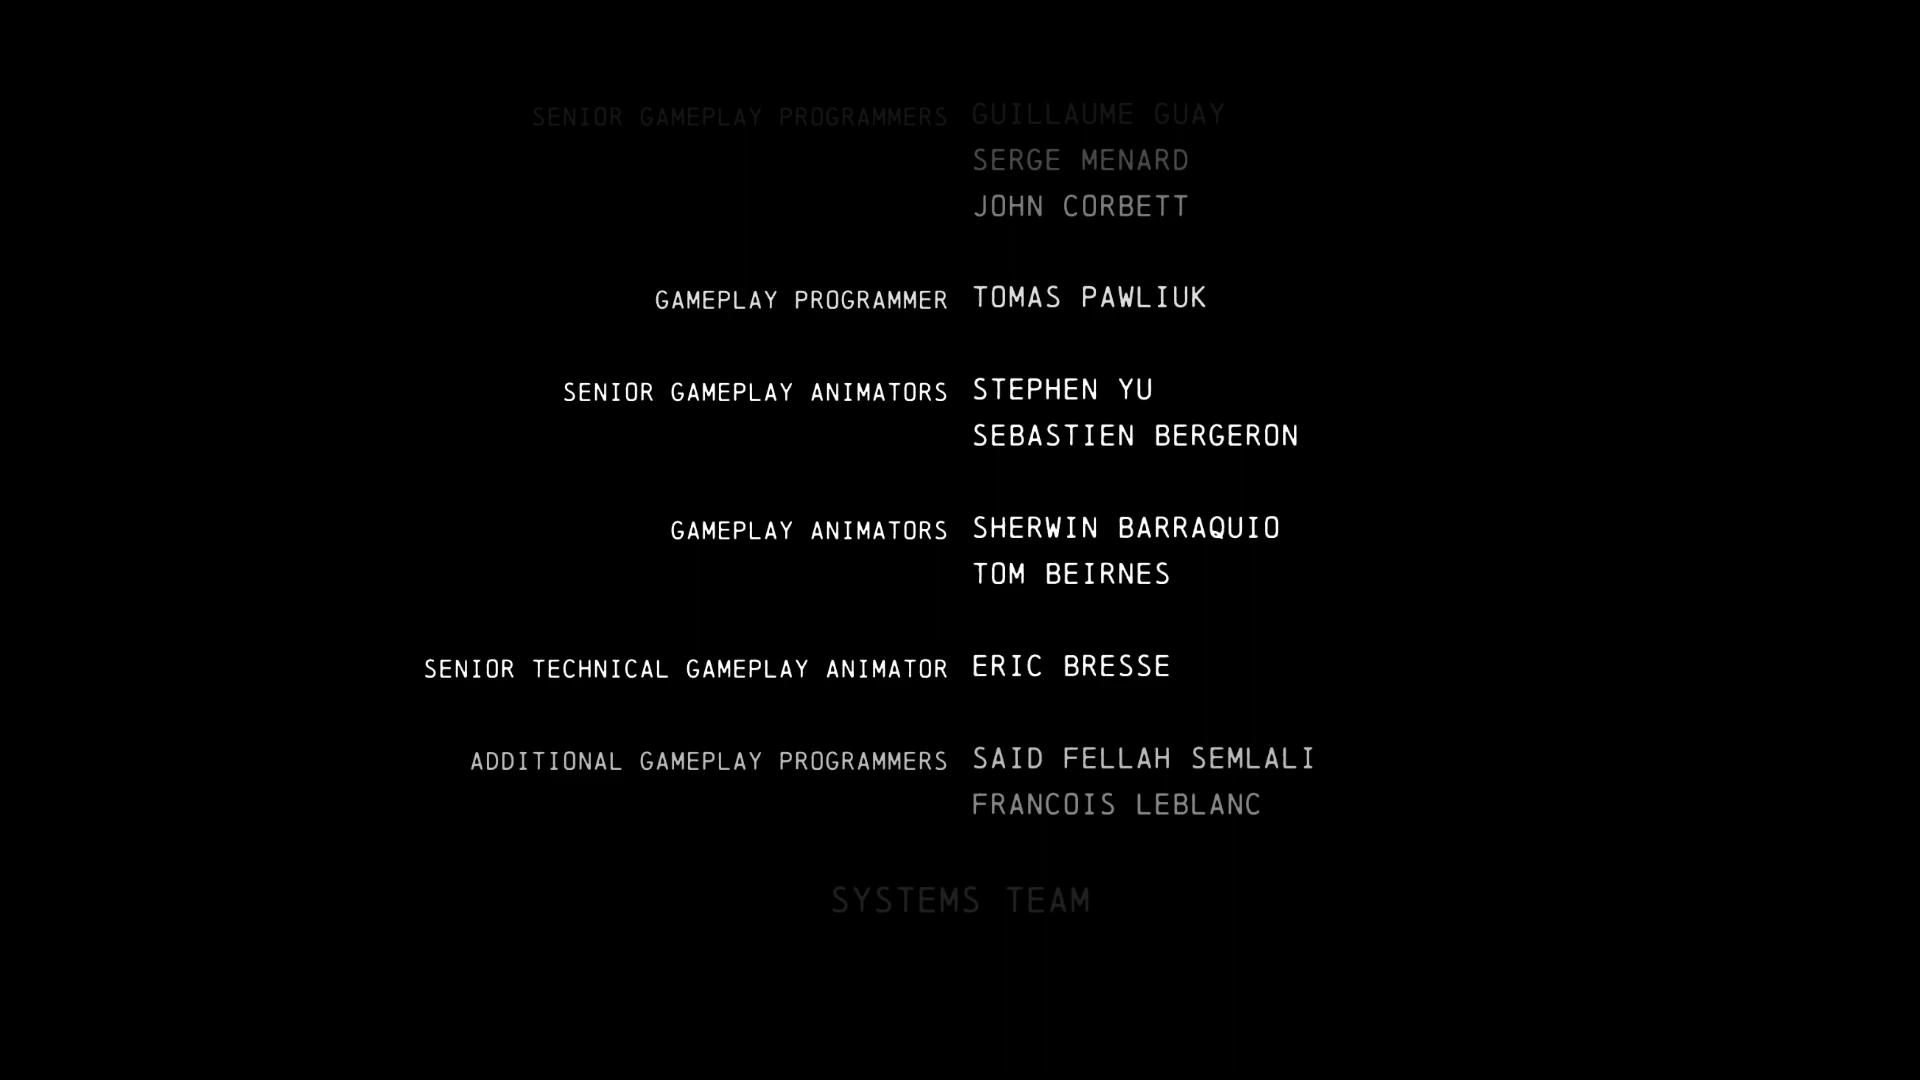 SENIOR GAMEPLAY PROGRAMMERS GUILLAUME GUAY
SERGE MENARD
JOHN CORBETT
GAMEPLAY PROGRAMMER TOMAS PAWLIUK
SENIOR GAMEPLAY ANIMATORS STEPHEN YU
SEBASTIEN BERGERON
GAMEPLAY ANIMATORS SHERWIN BARRAQUIO
TOM BEIRNES
SENIOR TECHNICAL GAMEPLAY ANIMATOR ERIC BRESSE
ADDITIONAL GAMEPLAY PROGRAMMERS SAID FELLAH SEMLALI
FRANCOIS LEBLANC
SYSTEMS TEAM